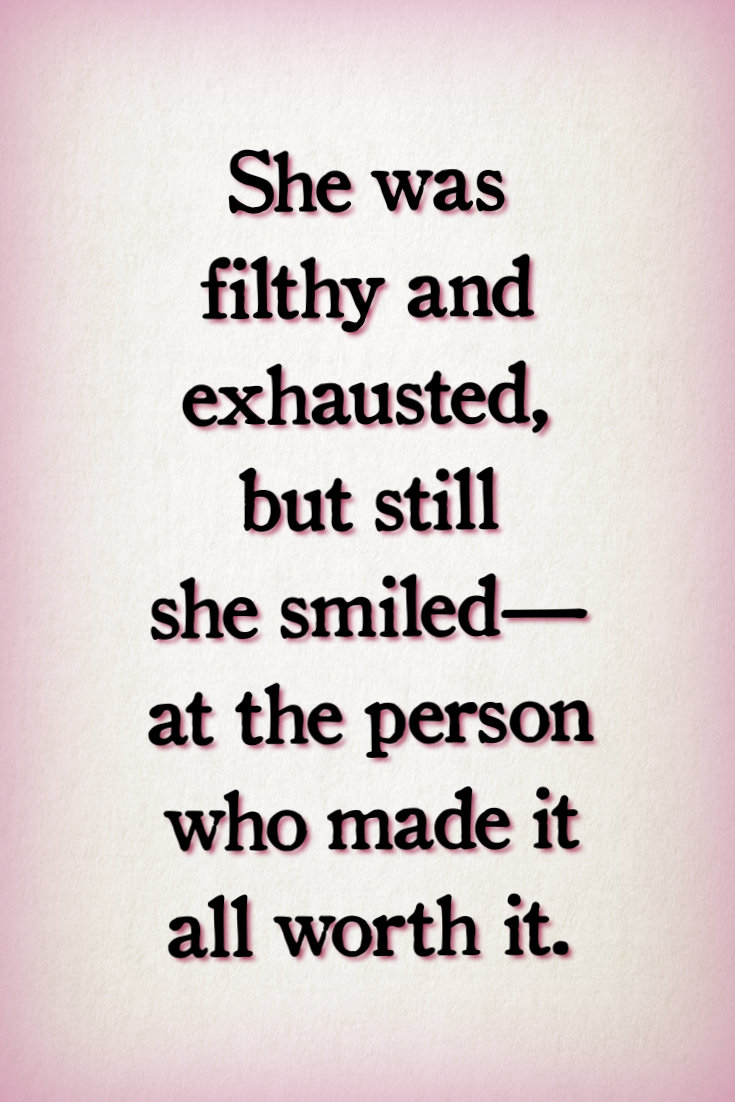 She was
filthy and
exhausted,
but still
she smiled—
at the person
who made it
all worth it.